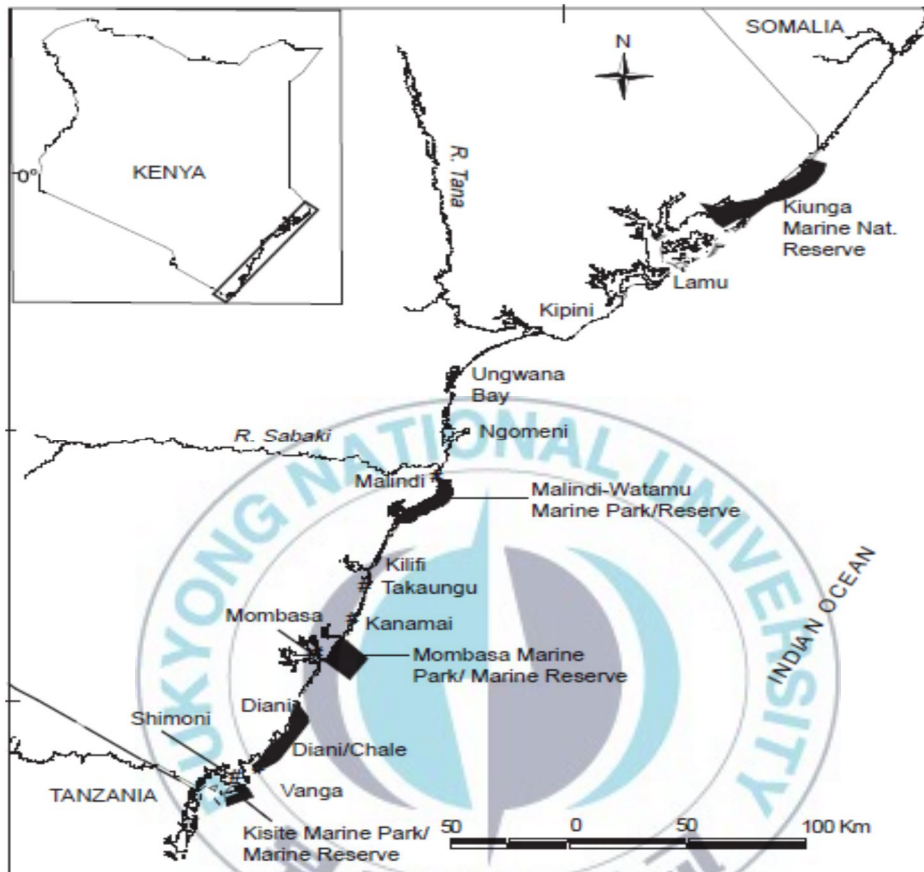 SOMALIA
N
KENYA
0°
R. Tana
Kiunga
Marine Nat.
Reserve
Lamu
Kipini
Ungwana
Bay
R. Sabaki
Ngomeni
Malindi
Malindi-Watamu
Marine Park/Reserve
Kilifi
Takaungu
Mombasa
Kanamai
INDIAN OCEAN
Mombasa Marine
Park/ Marine Reserve
Diani
Shimoni
Diani/Chale
TANZANIA
Vanga
Kisite Marine Park/
Marine Reserve
50 0 50 100 Km
PUKYONG NATIONAL UNIVERSITY